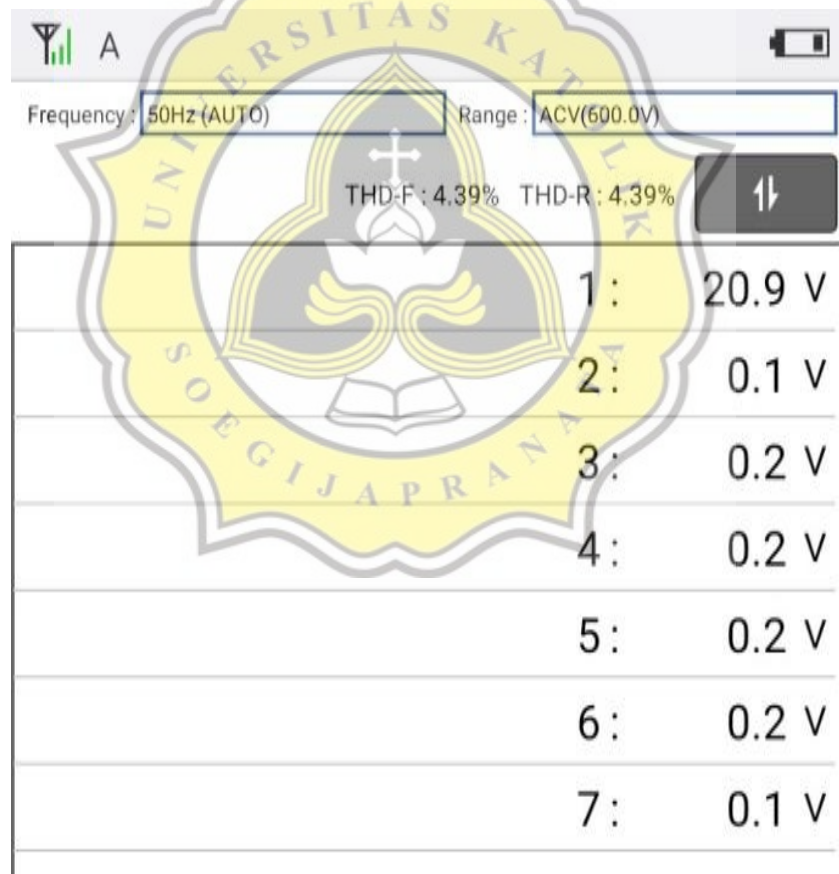 UNIVERSITAS KATOLIK
A
Frequency : 50Hz (AUTO) Range : ACV(600.0V)
THD-F : 4.39% THD-R : 4.39%
1 : 20.9 V
2 : 0.1 V
3 : 0.2 V
4 : 0.2 V
5 : 0.2 V
6 : 0.2 V
7 : 0.1 V
SOEGIJAPRANATA